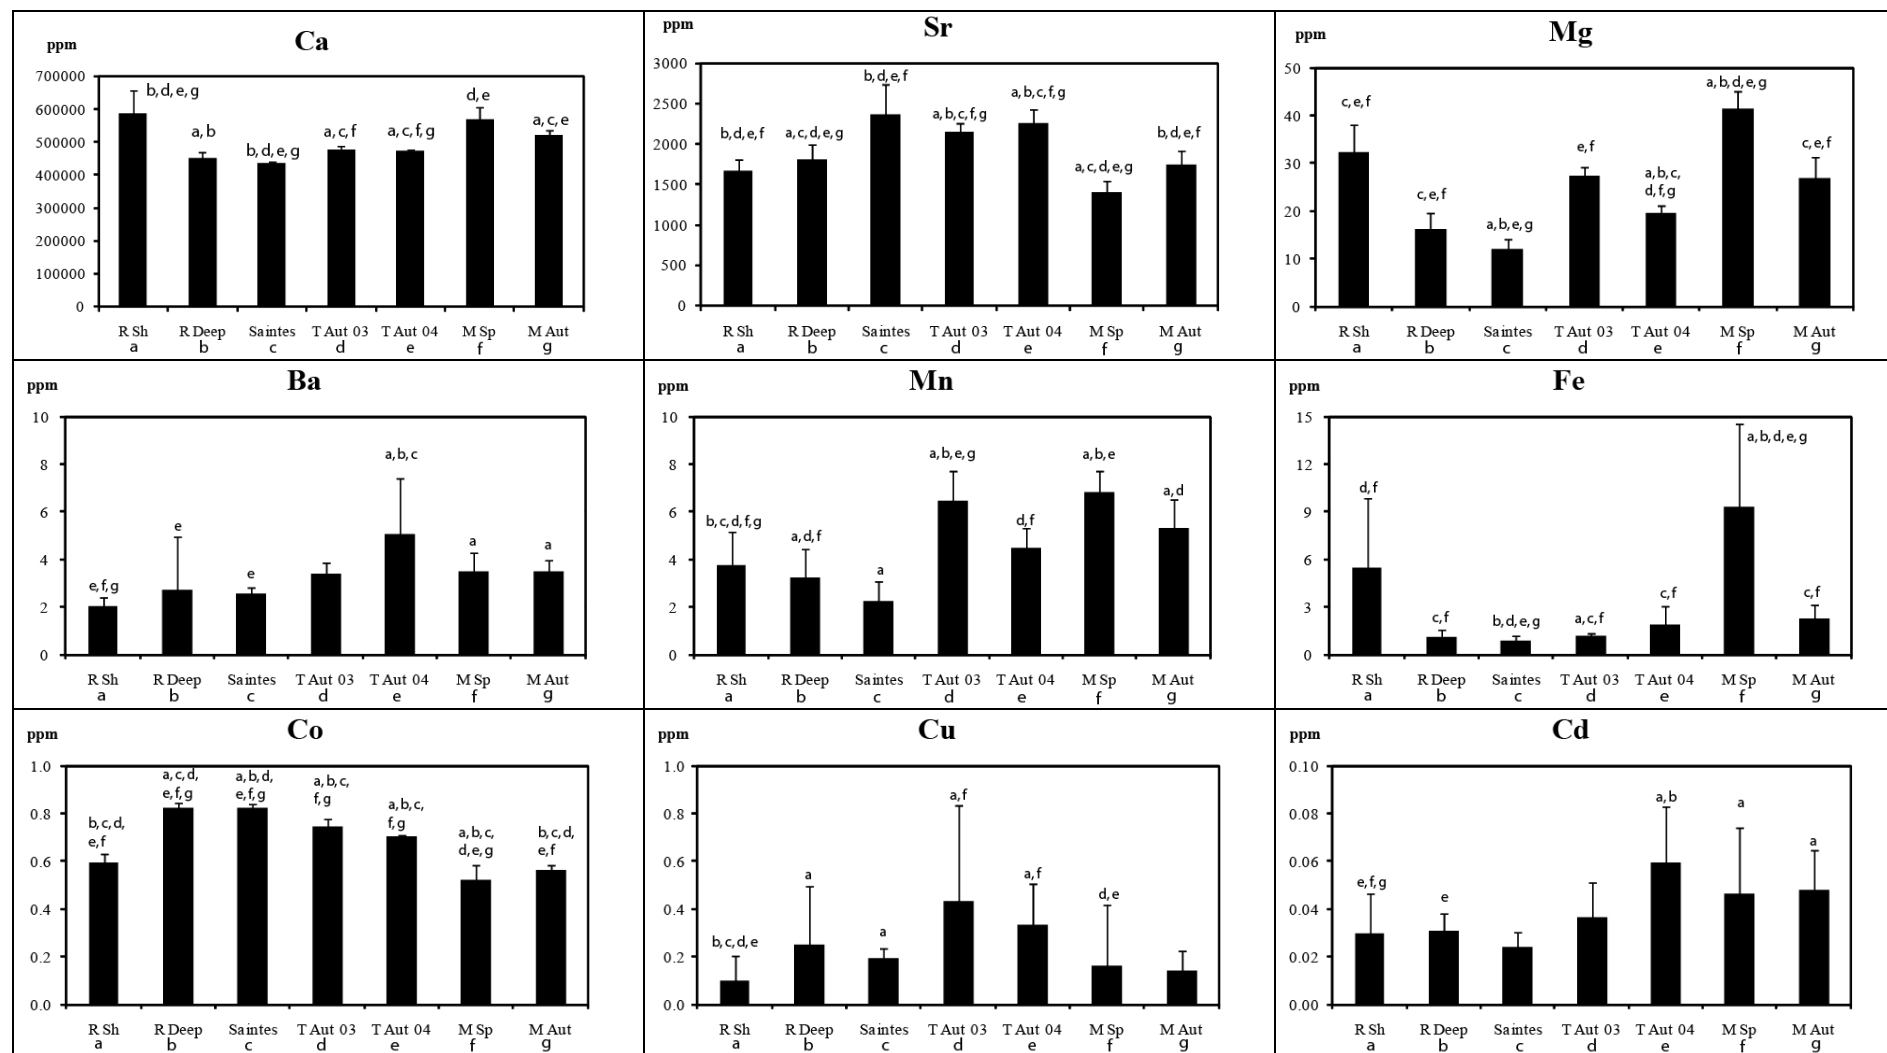 Ca
ppm
700000
600000
500000
400000
300000
200000
100000
0
b, d, e, g
a, b
b, d, e, g
a, c, f
a, c, f, g
d, e
a, c, e
R Sh R Deep Saintes T Aut 03 T Aut 04 M Sp M Aut
a b c d e f g
Sr
ppm
3000
2500
2000
1500
1000
500
0
b, d, e, f
a, c, d, e, g
b, d, e, f
a, b, c, f, g
a, b, c, f, g
a, c, d, e, g
b, d, e, f
R Sh R Deep Saintes T Aut 03 T Aut 04 M Sp M Aut
a b c d e f g
Mg
ppm
50
40
30
20
10
0
c, e, f
c, e, f
a, b, e, g
e, f
a, b, c,
d, f, g
a, b, d, e, g
c, e, f
R Sh R Deep Saintes T Aut 03 T Aut 04 M Sp M Aut
a b c d e f g
Ba
ppm
10
8
6
4
2
0
e, f, g
e
e
a, b, c
a
a
R Sh R Deep Saintes T Aut 03 T Aut 04 M Sp M Aut
a b c d e f g
Mn
ppm
10
8
6
4
2
0
b, c, d, f, g
a, d, f
a
a, b, e, g
d, f
a, b, e
a, d
R Sh R Deep Saintes T Aut 03 T Aut 04 M Sp M Aut
a b c d e f g
Fe
ppm
15
12
9
6
3
0
d, f
c, f
b, d, e, g
a, c, f
c, f
a, b, d, e, g
c, f
R Sh R Deep Saintes T Aut 03 T Aut 04 M Sp M Aut
a b c d e f g
Co
ppm
1.0
0.8
0.6
0.4
0.2
0.0
b, c, d,
e, f
a, c, d,
e, f, g
a, b, d,
e, f, g
a, b, c,
f, g
a, b, c,
f, g
a, b, c,
d, e, g
b, c, d,
e, f
R Sh R Deep Saintes T Aut 03 T Aut 04 M Sp M Aut
a b c d e f g
Cu
ppm
1.0
0.8
0.6
0.4
0.2
0.0
b, c, d, e
a
a
a, f
a, f
d, e
R Sh R Deep Saintes T Aut 03 T Aut 04 M Sp M Aut
a b c d e f g
Cd
ppm
0.10
0.08
0.06
0.04
0.02
0.00
e, f, g
e
a, b
a
a
R Sh R Deep Saintes T Aut 03 T Aut 04 M Sp M Aut
a b c d e f g